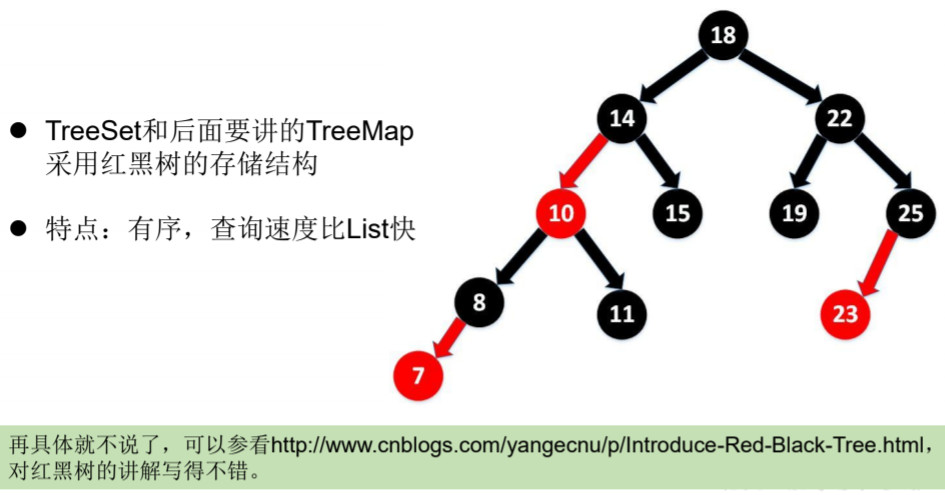 18
● TreeSet和后面要讲的TreeMap
采用红黑树的存储结构
14
22
● 特点：有序，查询速度比List快
10
15
19
25
8
11
23
7
再具体就不说了，可以参看http://www.cnblogs.com/yangecnu/p/Introduce-Red-Black-Tree.html，
对红黑树的讲解写得不错。